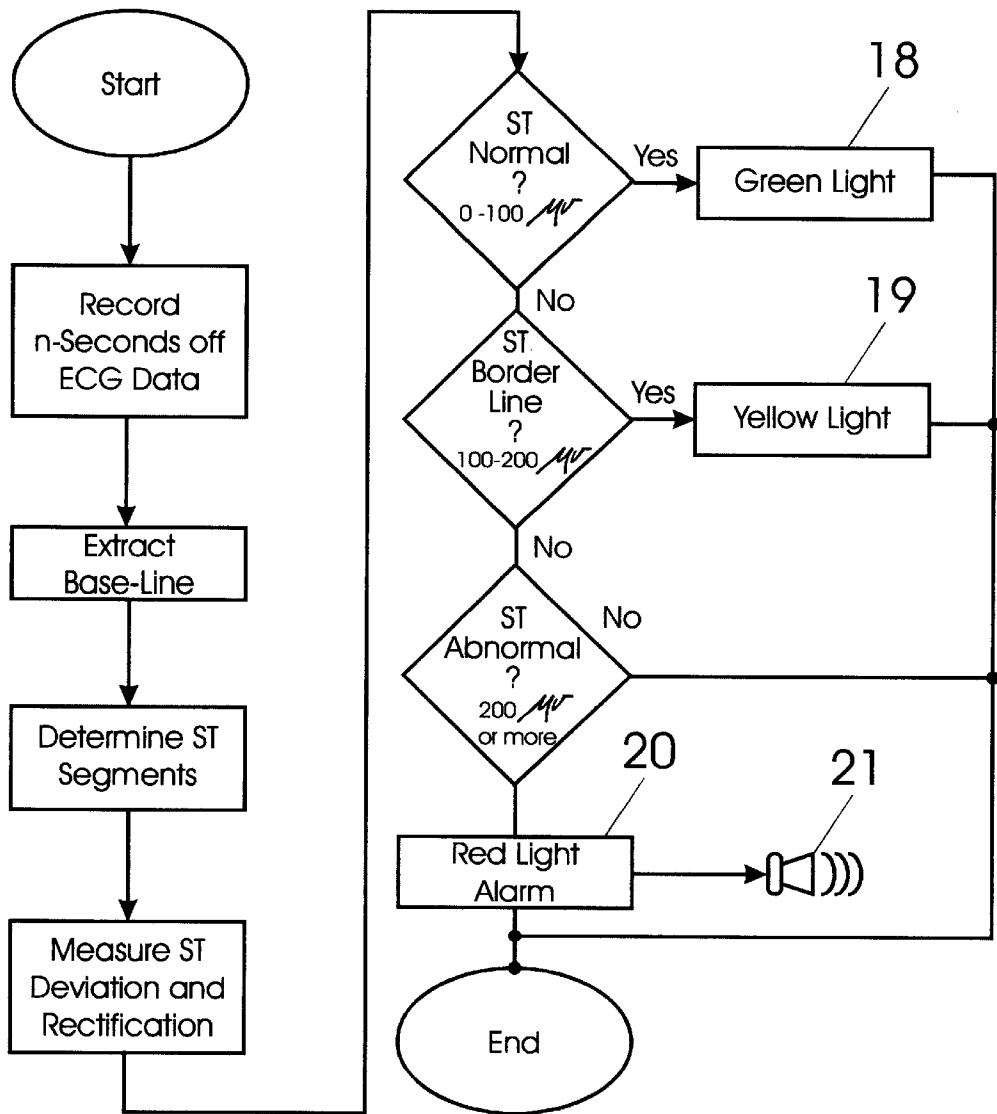 Start
Record
n-Seconds off
ECG Data
Extract
Base-Line
Determine ST
Segments
Measure ST
Deviation and
Rectification
ST
Normal
?
0 -100 μv
Yes
Green Light
18
No
ST
Border
Line
?
100-200 μv
Yes
Yellow Light
19
No
ST
Abnormal
?
200 μv
or more
No
Red Light
Alarm
20
21
End